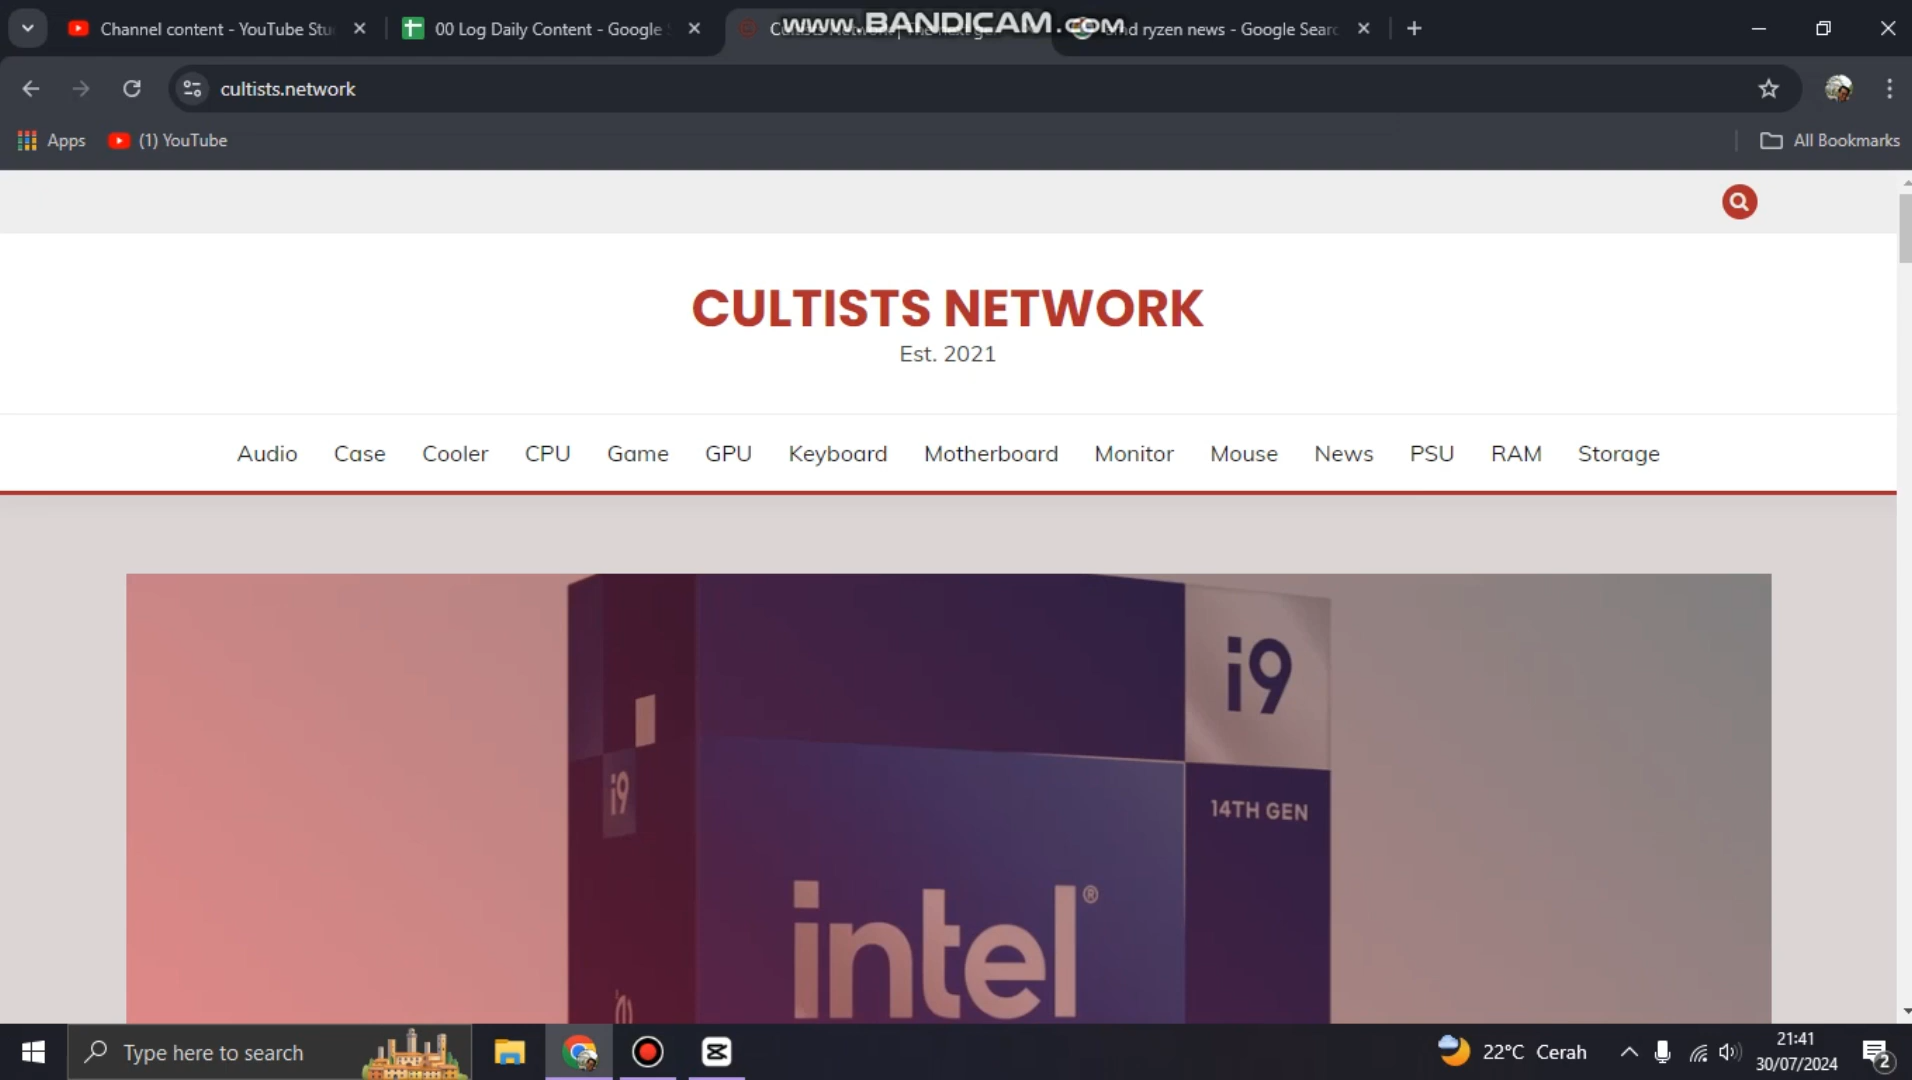 www.BANDICAM.com
Channel content - YouTube Stu
00 Log Daily Content - Google
amd ryzen news - Google Searc
cultists.network
Apps
(1) YouTube
All Bookmarks
CULTISTS NETWORK
Est. 2021
Audio Case Cooler CPU Game GPU Keyboard Motherboard Monitor Mouse News PSU RAM Storage
i9
i9
14TH GEN
intel®
Type here to search
22°C Cerah
21:41
30/07/2024
2